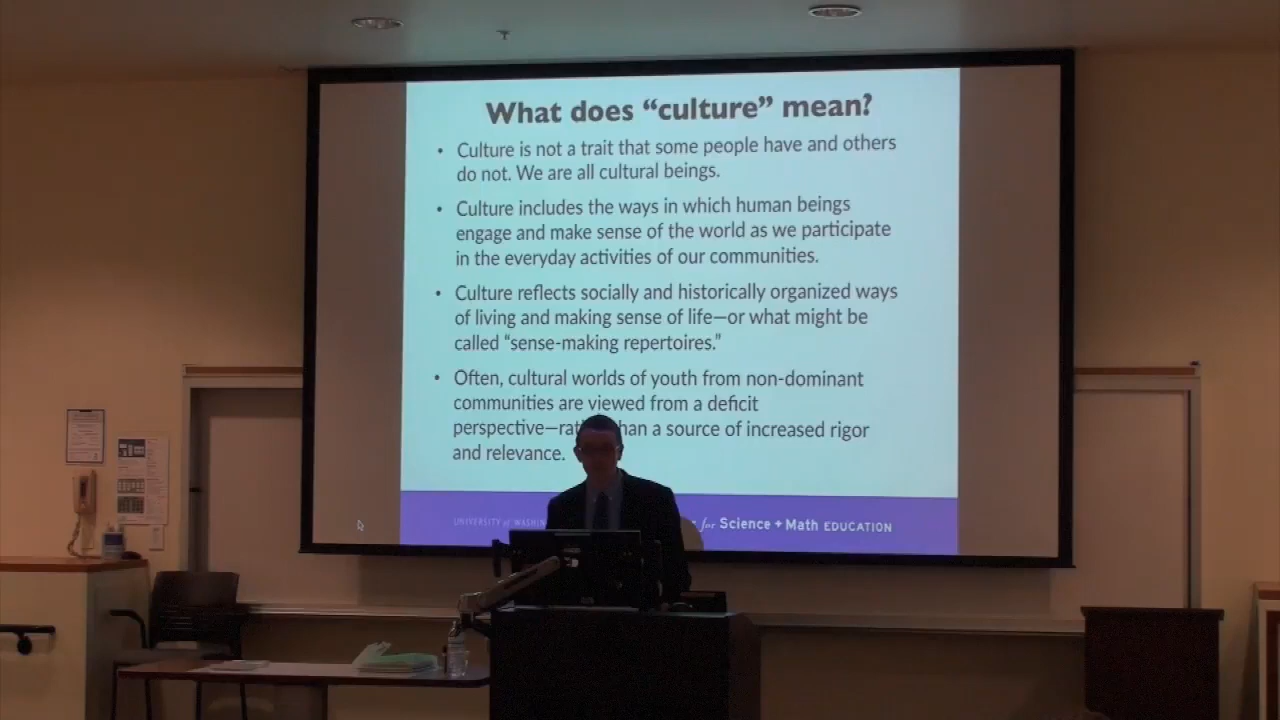 What does “culture” mean?
• Culture is not a trait that some people have and others
do not. We are all cultural beings.
• Culture includes the ways in which human beings
engage and make sense of the world as we participate
in the everyday activities of our communities.
• Culture reflects socially and historically organized ways
of living and making sense of life—or what might be
called “sense-making repertoires.”
• Often, cultural worlds of youth from non-dominant
communities are viewed from a deficit
perspective—rat han a source of increased rigor
and relevance.
UNIVERSITY of WASHIN for Science + Math EDUCATION